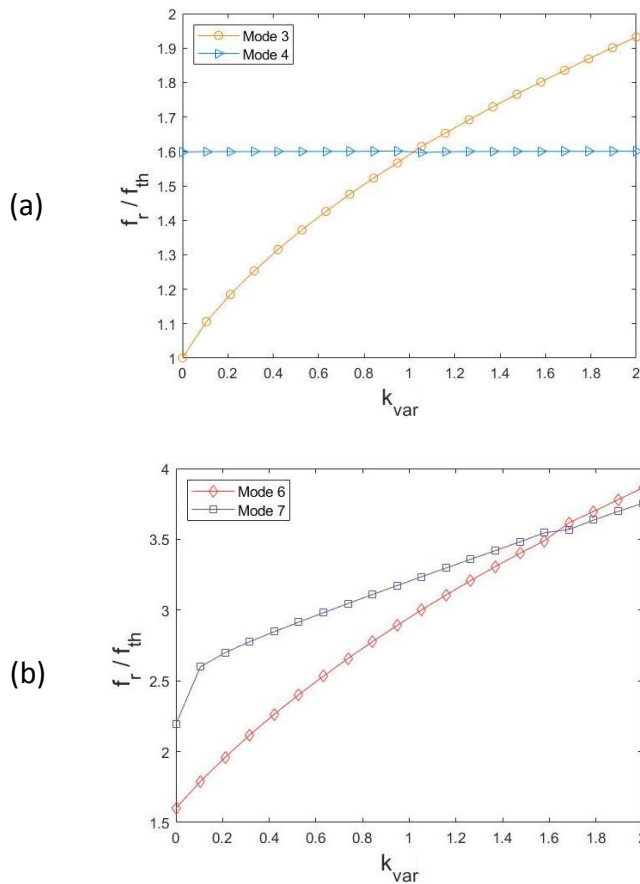 (a)
Mode 3
Mode 4
f_r / f_th
2
1.9
1.8
1.7
1.6
1.5
1.4
1.3
1.2
1.1
1
0 0.2 0.4 0.6 0.8 1 1.2 1.4 1.6 1.8 2
k_var
(b)
Mode 6
Mode 7
f_r / f_th
4
3.5
3
2.5
2
1.5
0 0.2 0.4 0.6 0.8 1 1.2 1.4 1.6 1.8 2
k_var